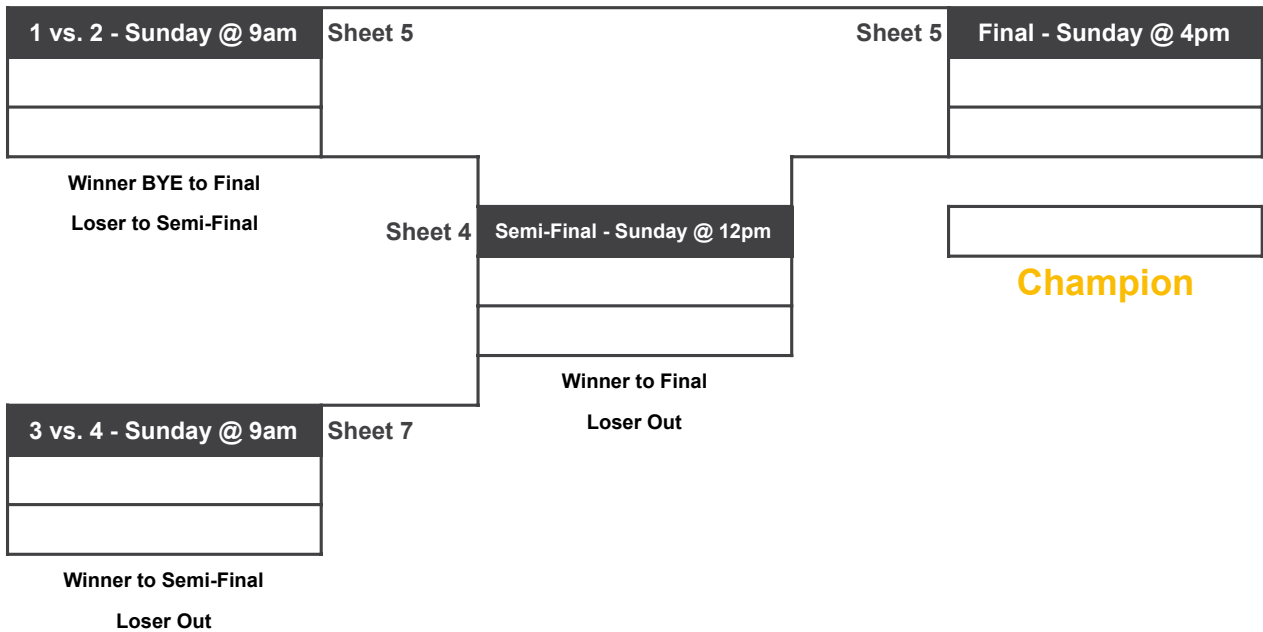 1 vs. 2 - Sunday @ 9am Sheet 5 Sheet 5 Final - Sunday @ 4pm
Winner BYE to Final
Loser to Semi-Final
Sheet 4 Semi-Final - Sunday @ 12pm
Champion
Winner to Final
Loser Out
3 vs. 4 - Sunday @ 9am Sheet 7
Winner to Semi-Final
Loser Out